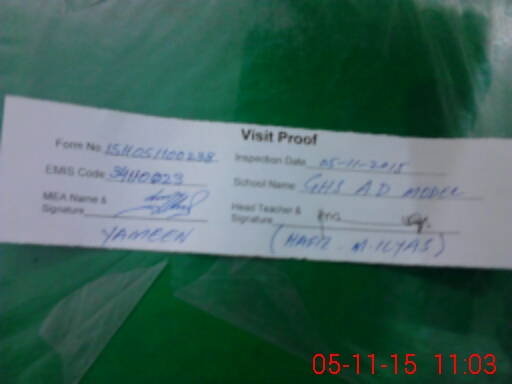 Visit Proof
Form No. 1511051100238 Inspection Date 05-11-2015
EMIS Code: 39110023 School Name GHS A.D MODEL
MEA Name & Signature Head Teacher & Signature
YAMEEN (HAFIZ. M. ILYAS)
05-11-15 11:03